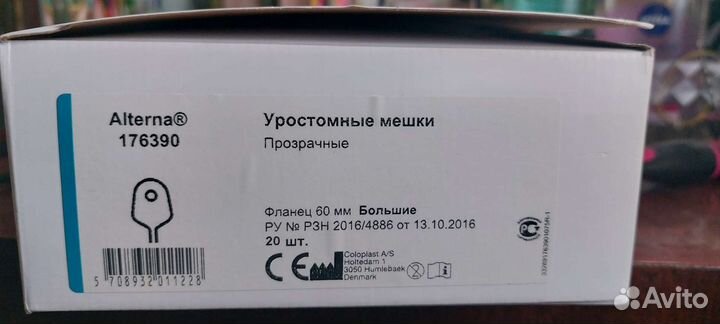 Alterna®
176390
Уростомные мешки
Прозрачные
Фланец 60 мм Большие
РУ № РЗН 2016/4886 от 13.10.2016
20 шт.
CE
Coloplast A/S
Holtedam 1
3050 Humlebaek
Denmark
5 708932 011228
Avito